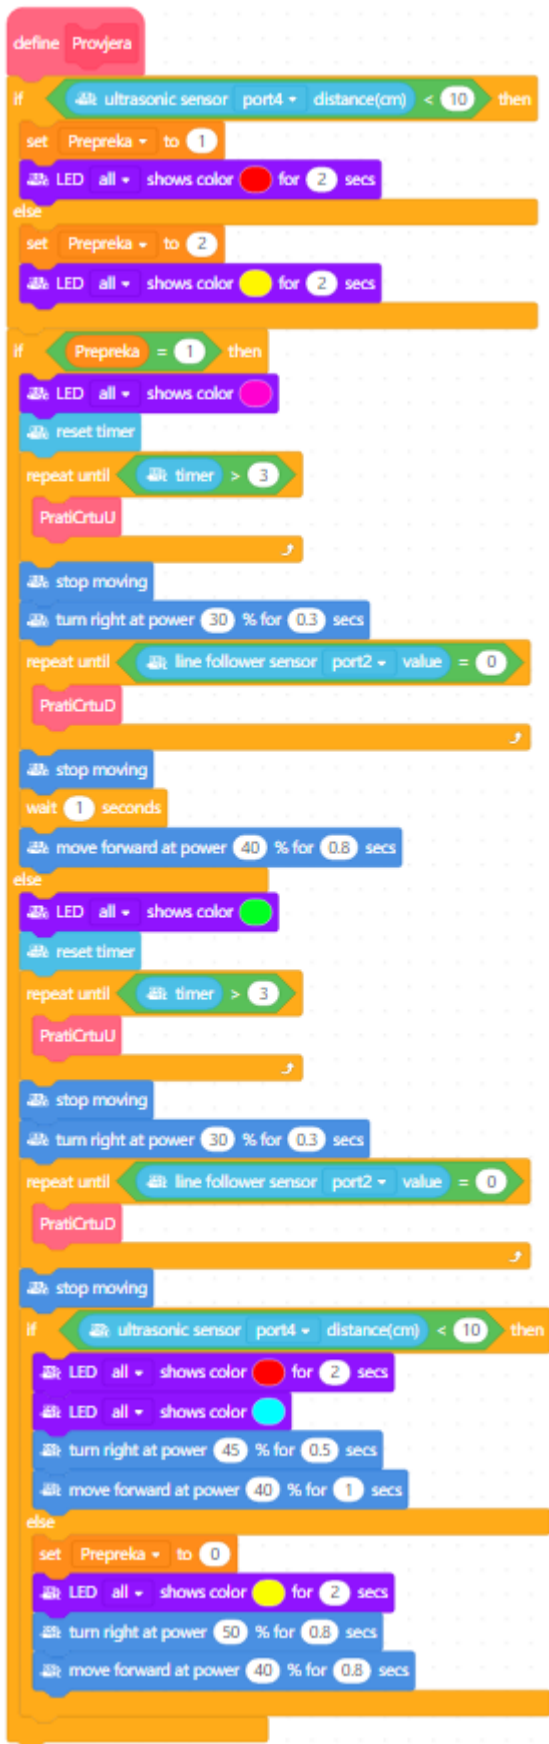 define Provjera
if ultrasonic sensor port4 distance(cm) < 10 then
set Prepreka to 1
LED all shows color for 2 secs
else
set Prepreka to 2
LED all shows color for 2 secs
if Prepreka = 1 then
LED all shows color
reset timer
repeat until timer > 3
PratiCrtuU
stop moving
turn right at power 30 % for 0.3 secs
repeat until line follower sensor port2 value = 0
PratiCrtuD
stop moving
wait 1 seconds
move forward at power 40 % for 0.8 secs
else
LED all shows color
reset timer
repeat until timer > 3
PratiCrtuU
stop moving
turn right at power 30 % for 0.3 secs
repeat until line follower sensor port2 value = 0
PratiCrtuD
stop moving
if ultrasonic sensor port4 distance(cm) < 10 then
LED all shows color for 2 secs
LED all shows color
turn right at power 45 % for 0.5 secs
move forward at power 40 % for 1 secs
else
set Prepreka to 0
LED all shows color for 2 secs
turn right at power 50 % for 0.8 secs
move forward at power 40 % for 0.8 secs